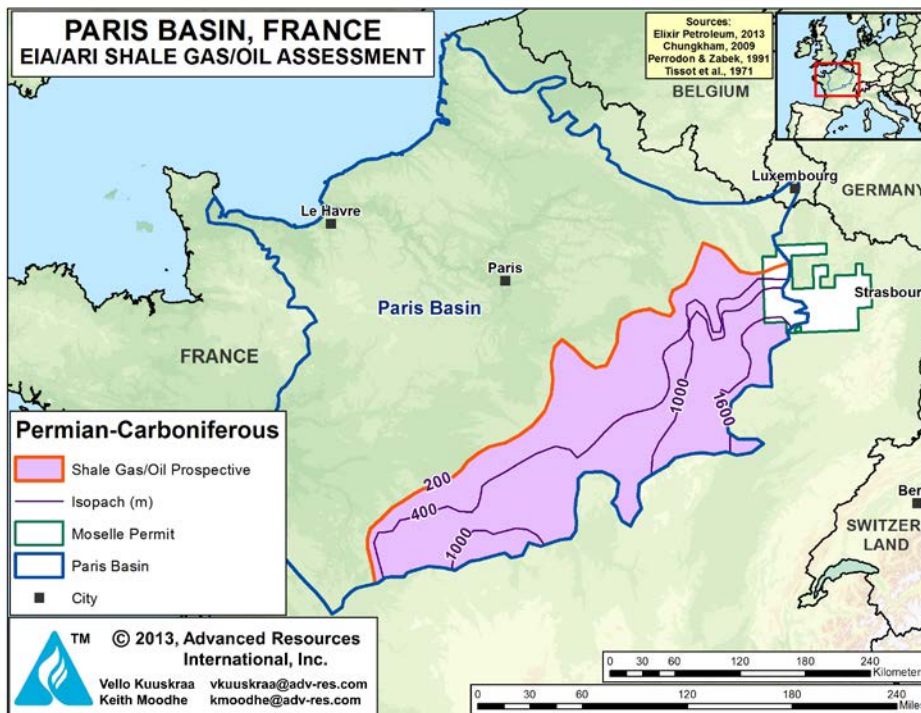 PARIS BASIN, FRANCE
EIA/ARI SHALE GAS/OIL ASSESSMENT
Sources:
Elixir Petroleum, 2013
Chungkham, 2009
Perrodon & Zabek, 1991
Tissot et al., 1971
BELGIUM
Luxembourg
GERMANY
Le Havre
Paris
Strasbour
Paris Basin
FRANCE
1000
1600
200
400
1000
Ber
SWITZER
LAND
Permian-Carboniferous
Shale Gas/Oil Prospective
Isopach (m)
Moselle Permit
Paris Basin
City
TM
© 2013, Advanced Resources
International, Inc.
Vello Kuuskraa vkuuskraa@adv-res.com
Keith Moodhe kmoodhe@adv-res.com
0 30 60 120 180 240
Kilometer
0 30 60 120 180 240
Mile